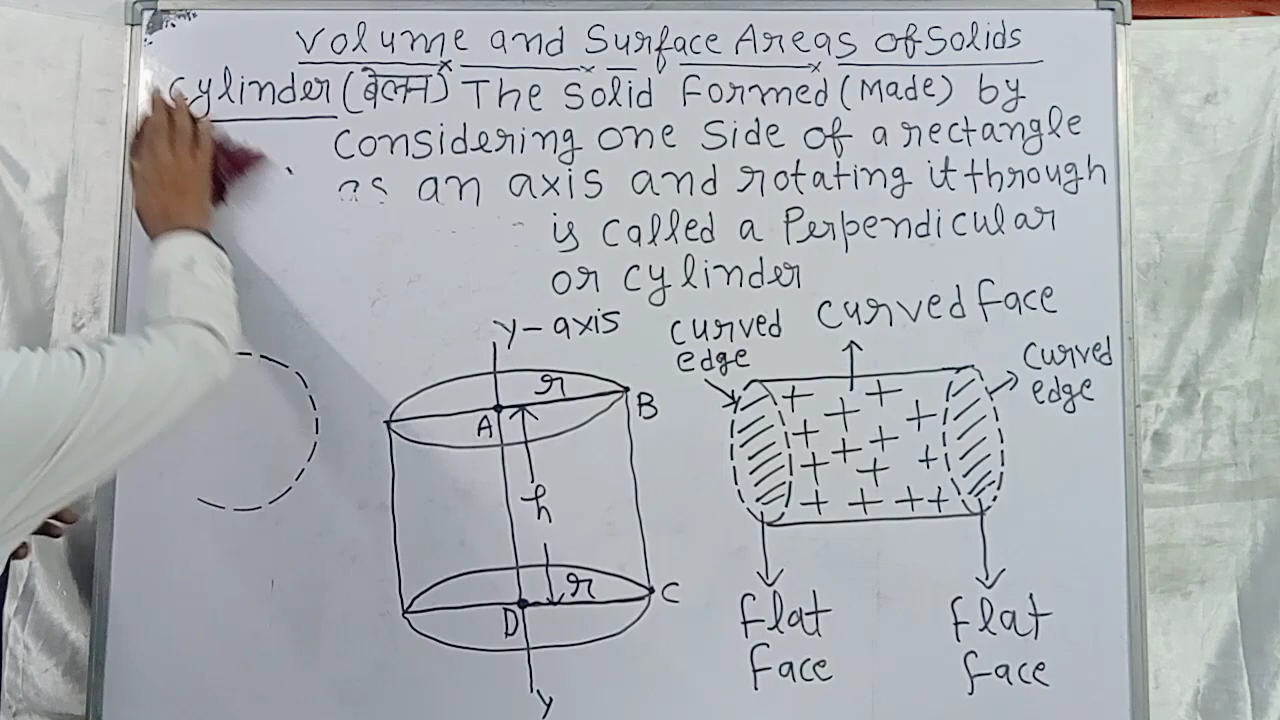 Volume and Surface Areas of Solids
Cylinder (बेलन) The Solid Formed (Made) by
Considering one Side of a rectangle
as an axis and rotating it through
is called a Perpendicular
or cylinder
y-axis
curved edge
curved face
curved edge
r
A
B
h
r
D
C
y
flat face
flat face